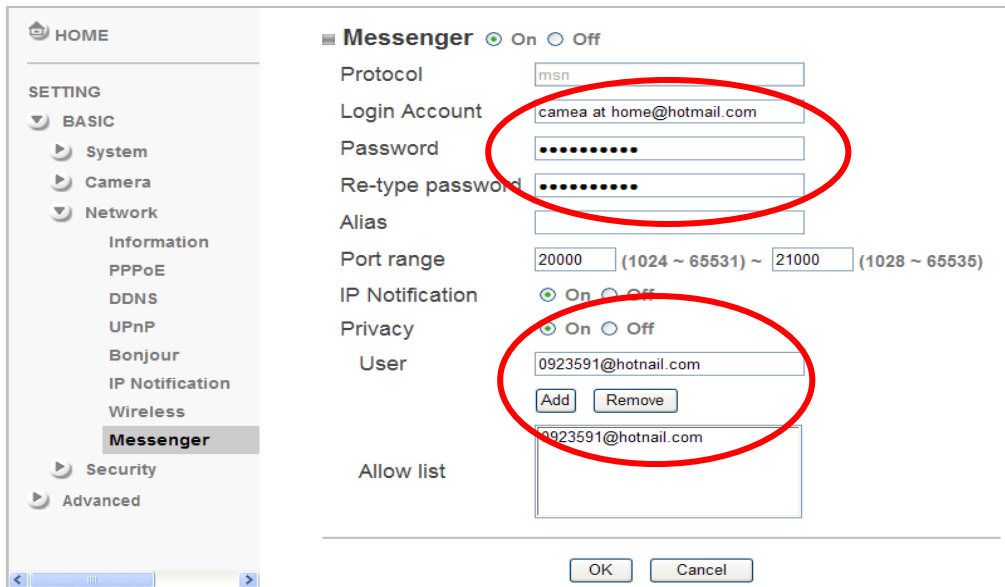 HOME
SETTING
BASIC
System
Camera
Network
Information
PPPoE
DDNS
UPnP
Bonjour
IP Notification
Wireless
Messenger
Security
Advanced
Messenger On Off
Protocol msn
Login Account camea at home@hotmail.com
Password ••••••••••
Re-type password ••••••••••
Alias
Port range 20000 (1024 ~ 65531) ~ 21000 (1028 ~ 65535)
IP Notification On Off
Privacy On Off
User 0923591@hotnail.com
Add Remove
0923591@hotnail.com
Allow list
OK Cancel